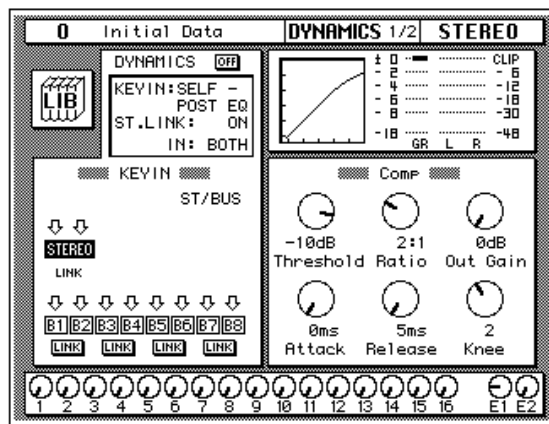 0 Initial Data DYNAMICS 1/2 STEREO
LIB
DYNAMICS OFF
KEYIN:SELF -
POST EQ
ST.LINK: ON
IN: BOTH
± 0 CLIP
- 2 - 6
- 4 -12
- 6 -18
- 8 -30
-18 -48
GR L R
KEYIN
ST/BUS
STEREO
LINK
B1 B2 B3 B4 B5 B6 B7 B8
LINK LINK LINK LINK
Comp
-10dB 2:1 0dB
Threshold Ratio Out Gain
0ms 5ms 2
Attack Release Knee
1 2 3 4 5 6 7 8 9 10 11 12 13 14 15 16 E1 E2